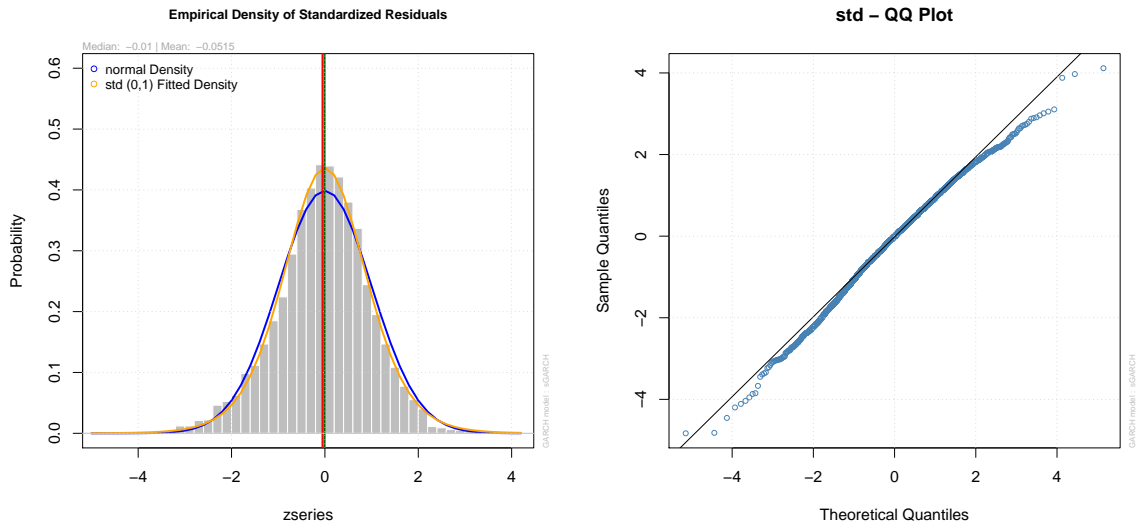 Empirical Density of Standardized Residuals
Median: −0.01 | Mean: −0.0515
normal Density
std (0,1) Fitted Density
Probability
0.6
0.5
0.4
0.3
0.2
0.1
0.0
−4 −2 0 2 4
zseries
GARCH model : sGARCH
std − QQ Plot
Sample Quantiles
4
2
0
−2
−4
−4 −2 0 2 4
Theoretical Quantiles
GARCH model : sGARCH